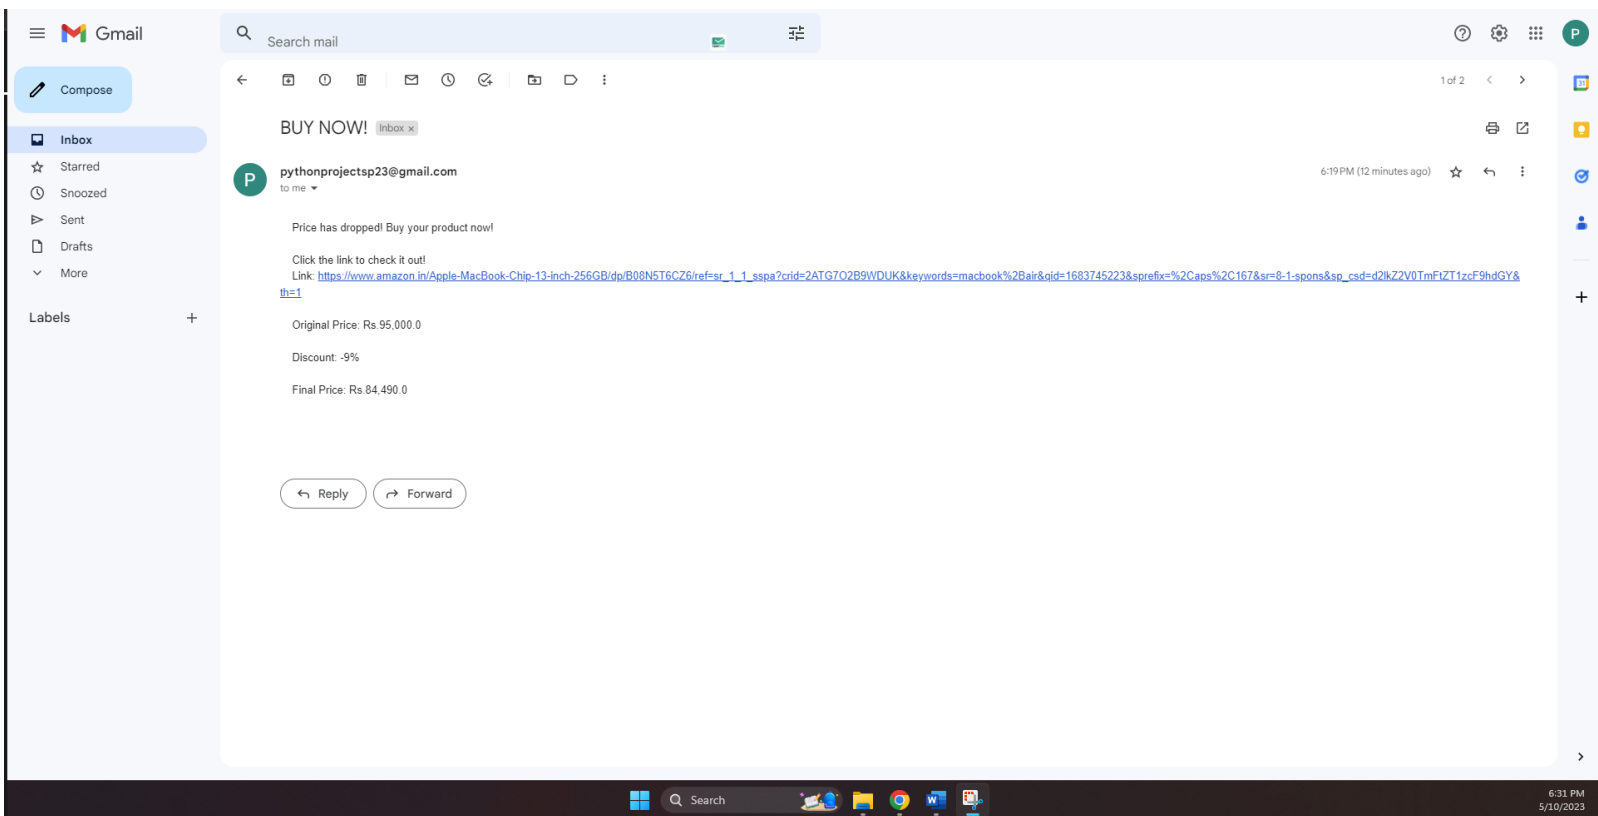 Gmail
Search mail
Compose
1 of 2
Inbox
Starred
Snoozed
Sent
Drafts
More
Labels
BUY NOW! Inbox x
pythonprojectsp23@gmail.com
6:19 PM (12 minutes ago)
to me
Price has dropped! Buy your product now!
Click the link to check it out!
Link: https://www.amazon.in/Apple-MacBook-Chip-13-inch-256GB/dp/B08N5T6CZ6/ref=sr_1_1_sspa?crid=2ATG7O2B9WDUK&keywords=macbook%2Bair&qid=1683745223&sprefix=%2Caps%2C167&sr=8-1-spons&sp_csd=d2lkZ2V0TmFtZT1zcF9hdGY&
th=1
Original Price: Rs.95,000.0
Discount: -9%
Final Price: Rs.84,490.0
Reply
Forward
P
P
31
Search
W
6:31 PM
5/10/2023